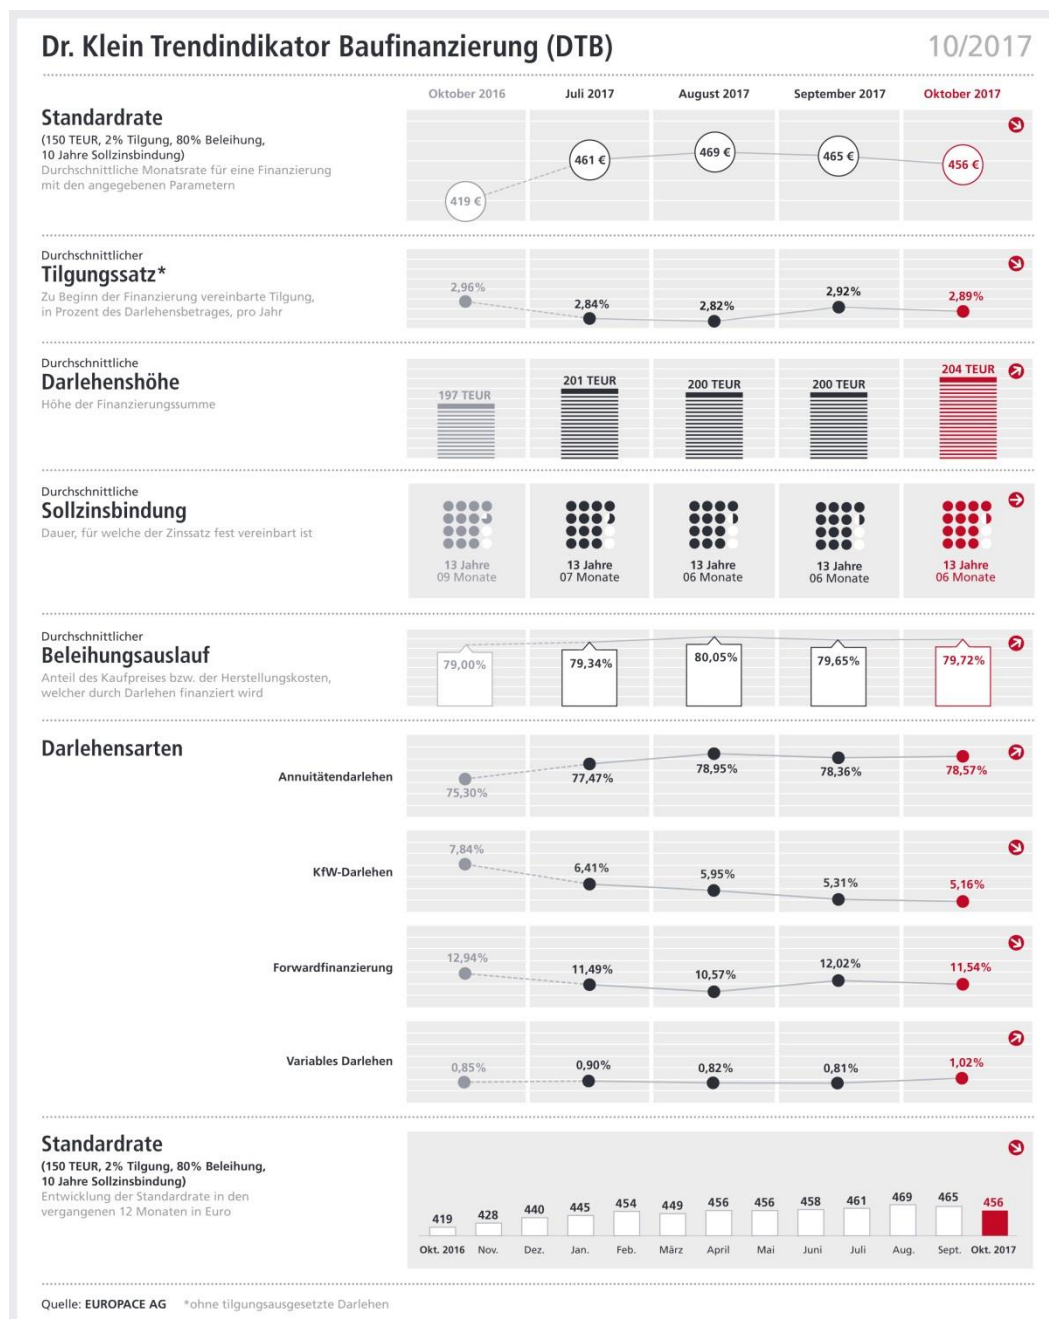 Dr. Klein Trendindikator Baufinanzierung (DTB)
10/2017
Oktober 2016 Juli 2017 August 2017 September 2017 Oktober 2017
Standardrate
(150 TEUR, 2% Tilgung, 80% Beleihung,
10 Jahre Sollzinsbindung)
Durchschnittliche Monatsrate für eine Finanzierung
mit den angegebenen Parametern
419 € 461 € 469 € 465 € 456 €
Durchschnittlicher
Tilgungssatz*
Zu Beginn der Finanzierung vereinbarte Tilgung,
in Prozent des Darlehensbetrages, pro Jahr
2,96% 2,84% 2,82% 2,92% 2,89%
Durchschnittliche
Darlehenshöhe
Höhe der Finanzierungssumme
197 TEUR 201 TEUR 200 TEUR 200 TEUR 204 TEUR
Durchschnittliche
Sollzinsbindung
Dauer, für welche der Zinssatz fest vereinbart ist
13 Jahre 13 Jahre 13 Jahre 13 Jahre 13 Jahre
09 Monate 07 Monate 06 Monate 06 Monate 06 Monate
Durchschnittlicher
Beleihungsauslauf
Anteil des Kaufpreises bzw. der Herstellungskosten,
welcher durch Darlehen finanziert wird
79,00% 79,34% 80,05% 79,65% 79,72%
Darlehensarten
Annuitätendarlehen
75,30% 77,47% 78,95% 78,36% 78,57%
KfW-Darlehen
7,84% 6,41% 5,95% 5,31% 5,16%
Forwardfinanzierung
12,94% 11,49% 10,57% 12,02% 11,54%
Variables Darlehen
0,85% 0,90% 0,82% 0,81% 1,02%
Standardrate
(150 TEUR, 2% Tilgung, 80% Beleihung,
10 Jahre Sollzinsbindung)
Entwicklung der Standardrate in den
vergangenen 12 Monaten in Euro
419 428 440 445 454 449 456 456 458 461 469 465 456
Okt. 2016 Nov. Dez. Jan. Feb. März April Mai Juni Juli Aug. Sept. Okt. 2017
Quelle: EUROPACE AG *ohne tilgungsausgesetzte Darlehen